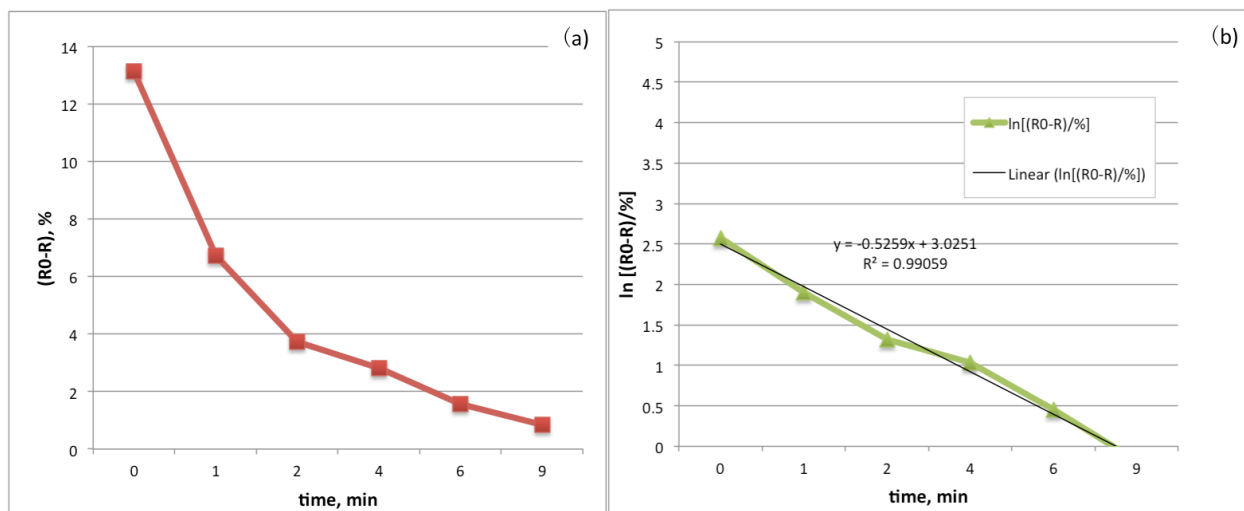 (a)
14
12
10
8
6
4
2
0
(R0-R), %
0 1 2 4 6 9
time, min
(b)
5
4.5
4
3.5
3
2.5
2
1.5
1
0.5
0
ln [(R0-R)/%]
ln[(R0-R)/%]
Linear (ln[(R0-R)/%])
y = -0.5259x + 3.0251
R² = 0.99059
0 1 2 4 6 9
time, min